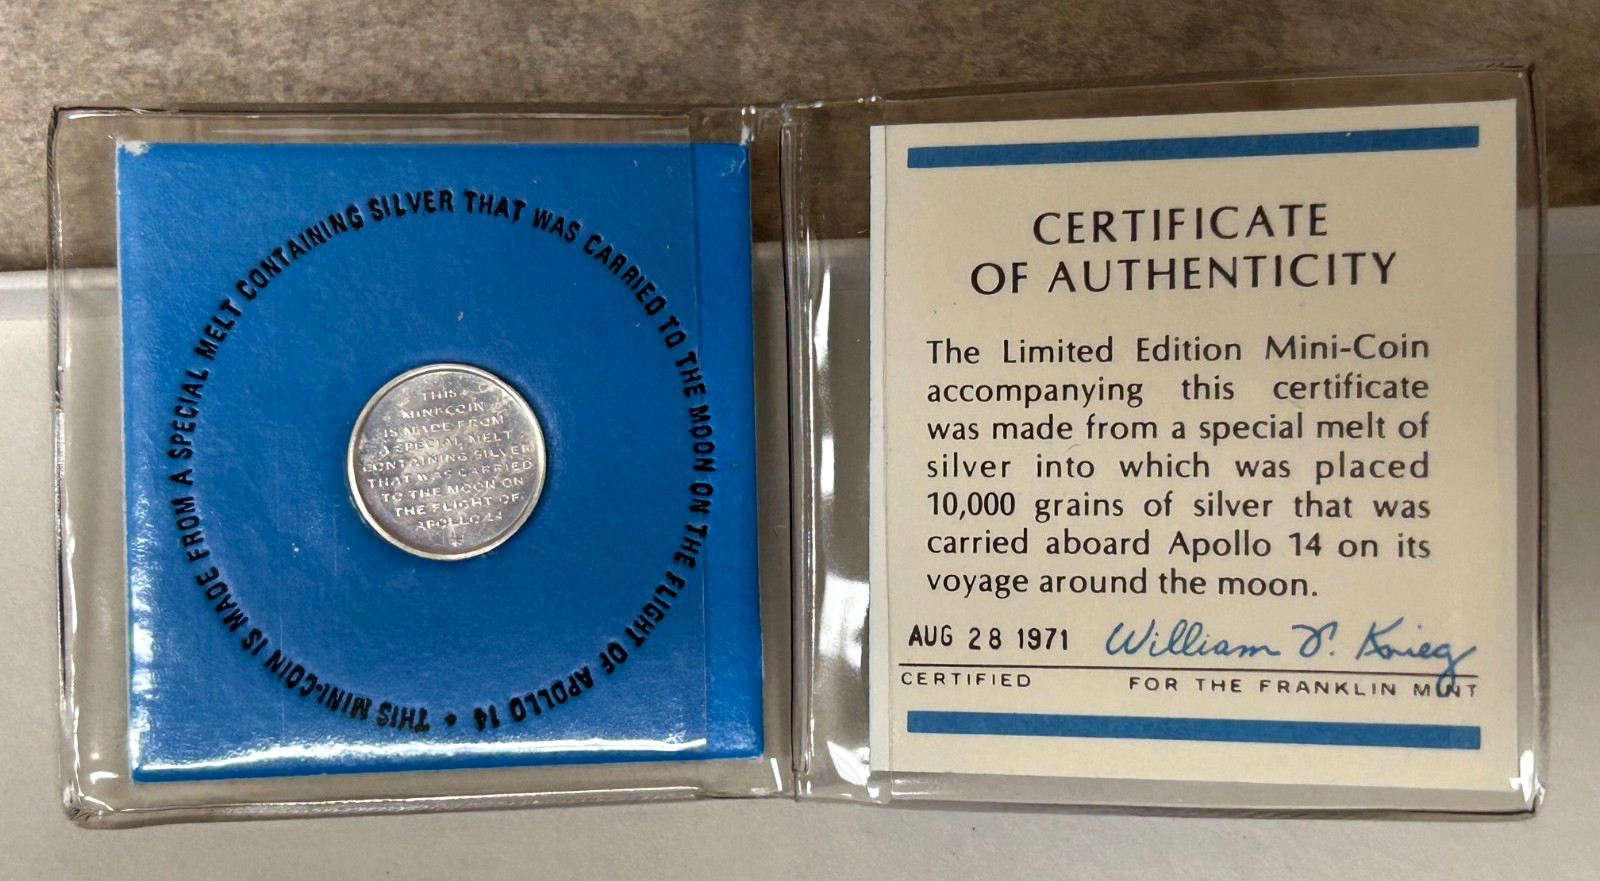 THIS MINI-COIN IS MADE FROM A SPECIAL MELT CONTAINING SILVER THAT WAS CARRIED TO THE MOON ON THE FLIGHT OF APOLLO 14 •
THIS
MINI-COIN
IS MADE FROM
A SPECIAL MELT
CONTAINING SILVER
THAT WAS CARRIED
TO THE MOON ON
THE FLIGHT OF
APOLLO 14
CERTIFICATE
OF AUTHENTICITY
The Limited Edition Mini-Coin
accompanying this certificate
was made from a special melt of
silver into which was placed
10,000 grains of silver that was
carried aboard Apollo 14 on its
voyage around the moon.
AUG 28 1971 William T. Krieg
CERTIFIED FOR THE FRANKLIN MINT